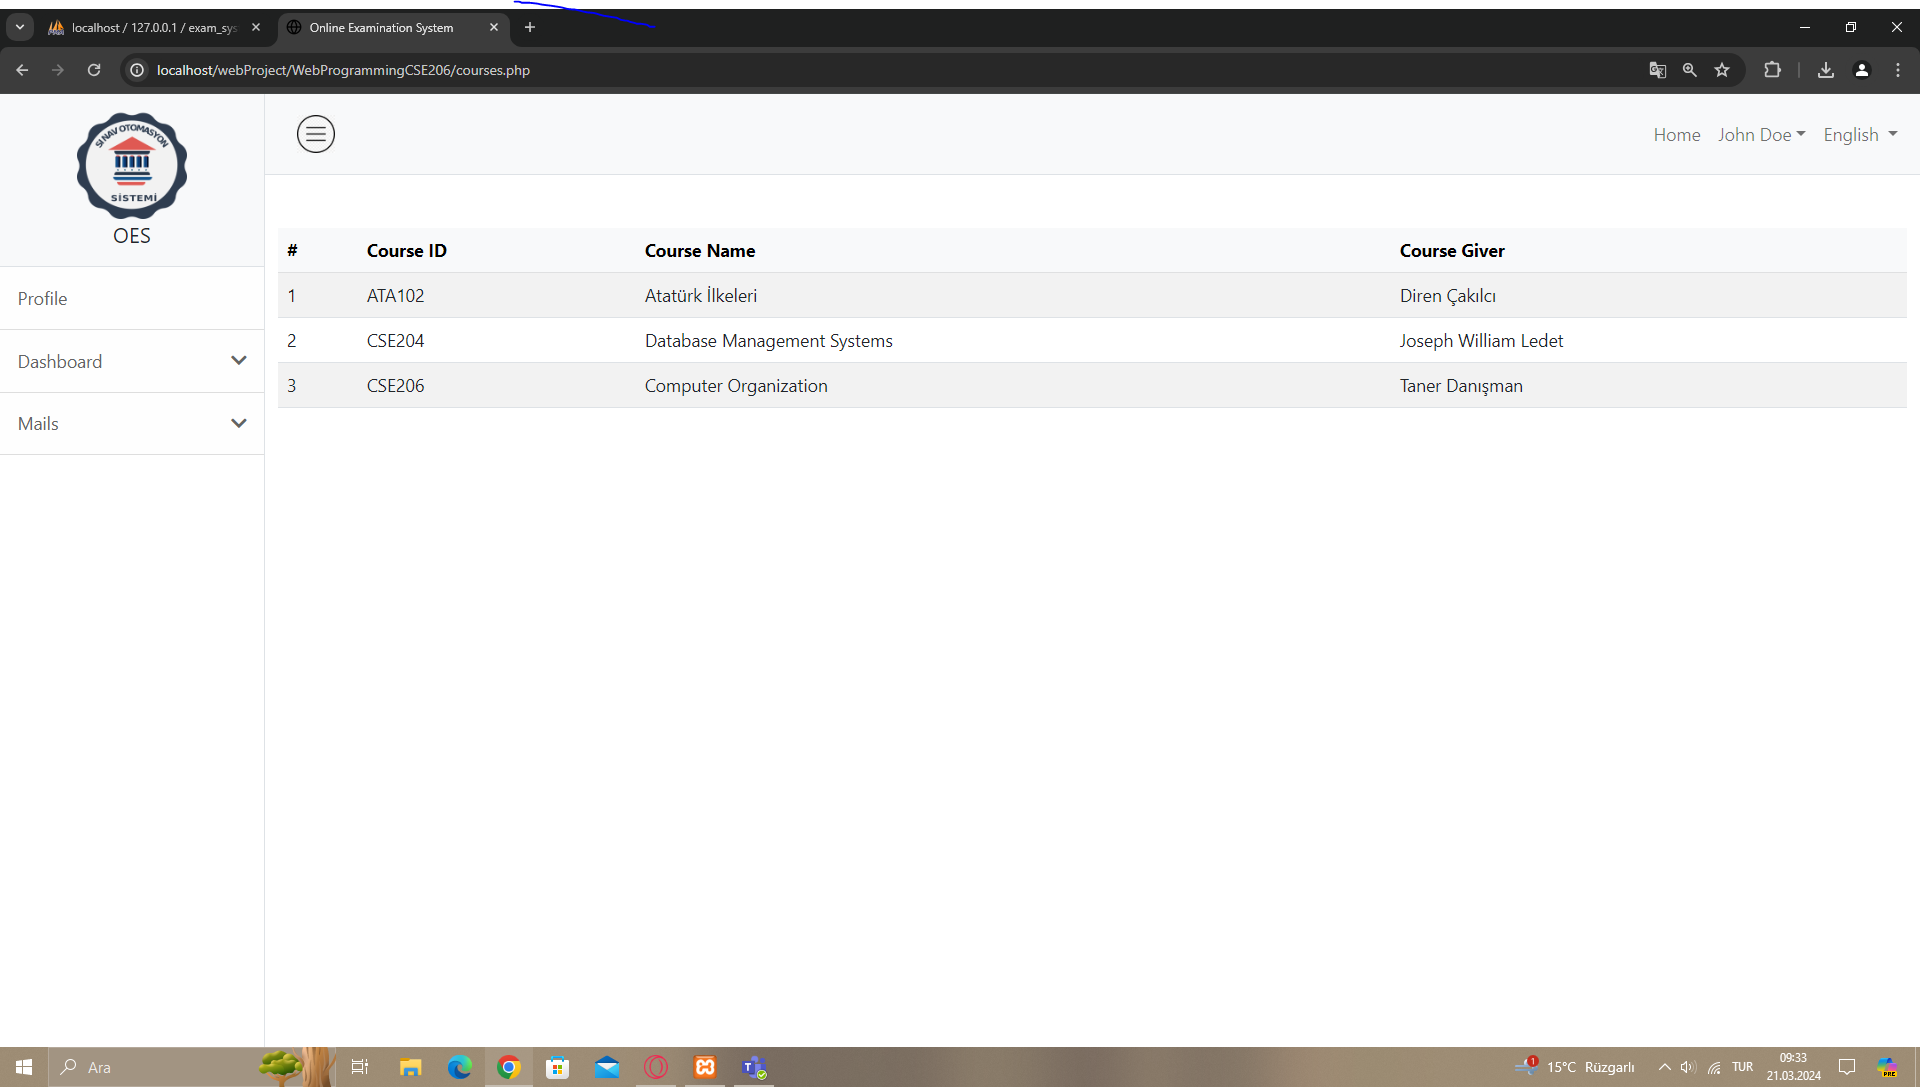 localhost / 127.0.0.1 / exam_sys
Online Examination System
localhost/webProject/WebProgrammingCSE206/courses.php
SINAV OTOMASYON
SİSTEMİ
OES
Home John Doe English
Profile
Dashboard
Mails
# Course ID Course Name Course Giver
1 ATA102 Atatürk İlkeleri Diren Çakılcı
2 CSE204 Database Management Systems Joseph William Ledet
3 CSE206 Computer Organization Taner Danışman
Ara
1 15°C Rüzgarlı TUR 09:33
21.03.2024
PRE